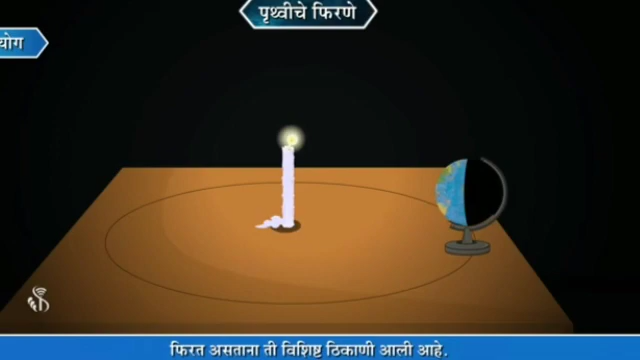 पृथ्वीचे फिरणे
योग
फिरत असताना ती विशिष्ट ठिकाणी आली आहे.